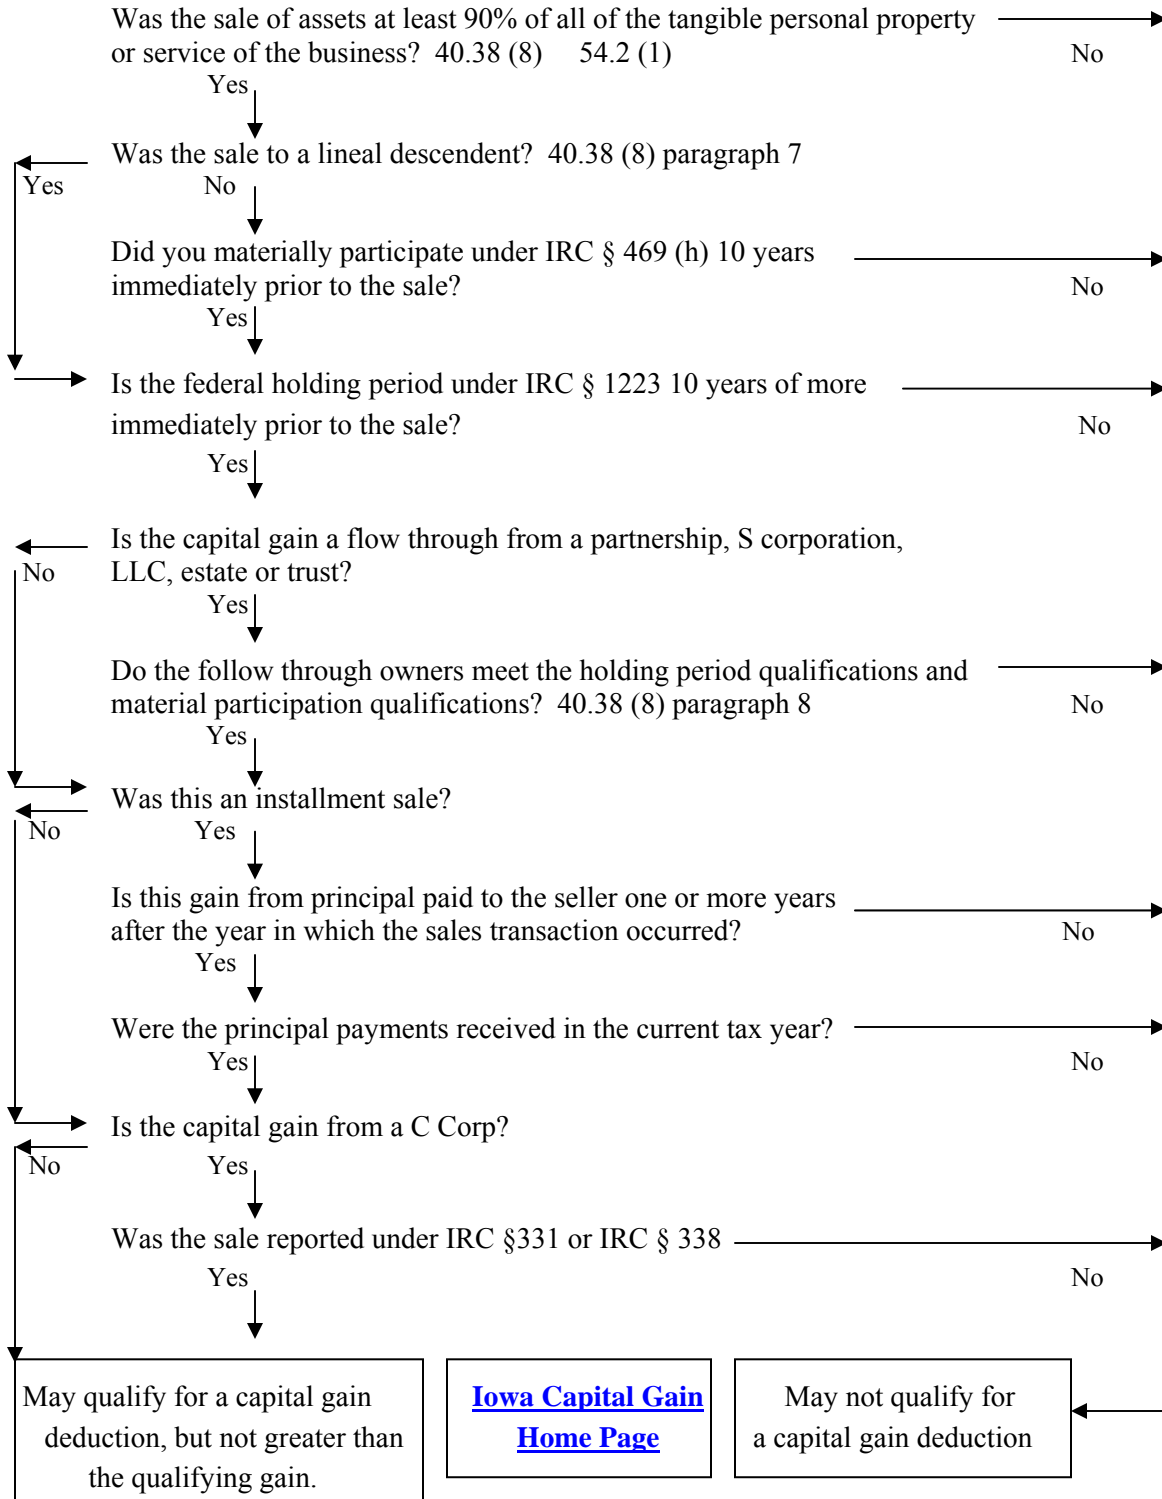 Was the sale of assets at least 90% of all of the tangible personal property
or service of the business? 40.38 (8) 54.2 (1)
No
Yes
Was the sale to a lineal descendent? 40.38 (8) paragraph 7
Yes
No
Did you materially participate under IRC § 469 (h) 10 years
immediately prior to the sale?
No
Yes
Is the federal holding period under IRC § 1223 10 years of more
immediately prior to the sale?
No
Yes
Is the capital gain a flow through from a partnership, S corporation,
LLC, estate or trust?
No
Yes
Do the follow through owners meet the holding period qualifications and
material participation qualifications? 40.38 (8) paragraph 8
No
Yes
Was this an installment sale?
No
Yes
Is this gain from principal paid to the seller one or more years
after the year in which the sales transaction occurred?
No
Yes
Were the principal payments received in the current tax year?
Yes
No
Is the capital gain from a C Corp?
No
Yes
Was the sale reported under IRC §331 or IRC § 338
Yes
No
May qualify for a capital gain
deduction, but not greater than
the qualifying gain.
Iowa Capital Gain
Home Page
May not qualify for
a capital gain deduction